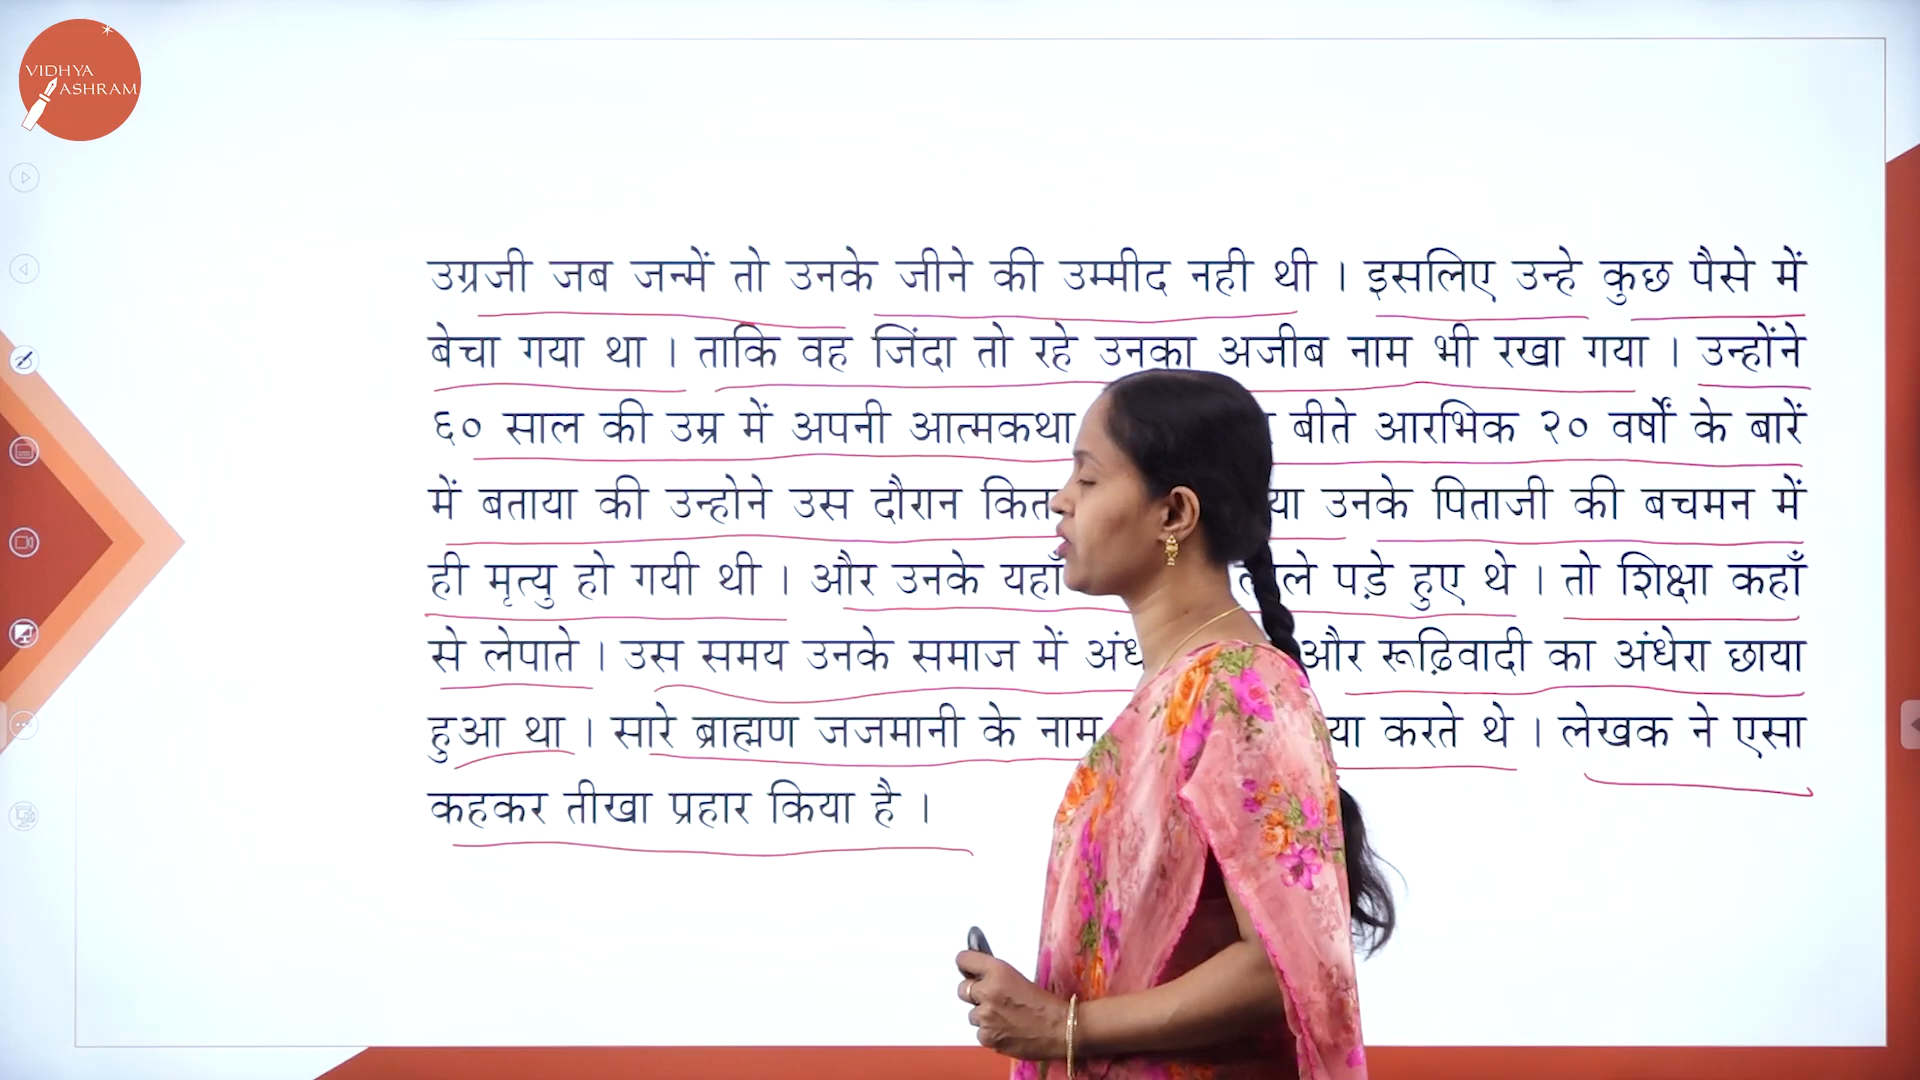 VIDHYA
ASHRAM
उग्रजी जब जन्में तो उनके जीने की उम्मीद नही थी । इसलिए उन्हे कुछ पैसे में
बेचा गया था । ताकि वह जिंदा तो रहे उनका अजीब नाम भी रखा गया । उन्होंने
६० साल की उम्र में अपनी आत्मकथा बीते आरभिक २० वर्षों के बारें
में बताया की उन्होने उस दौरान उनके पिताजी की बचमन में
ही मृत्यु हो गयी थी । और उनके यहाँ पड़े हुए थे । तो शिक्षा कहाँ
से लेपाते । उस समय उनके समाज में और रूढ़िवादी का अंधेरा छाया
हुआ था । सारे ब्राह्मण जजमानी के नाम करते थे । लेखक ने एसा
कहकर तीखा प्रहार किया है ।